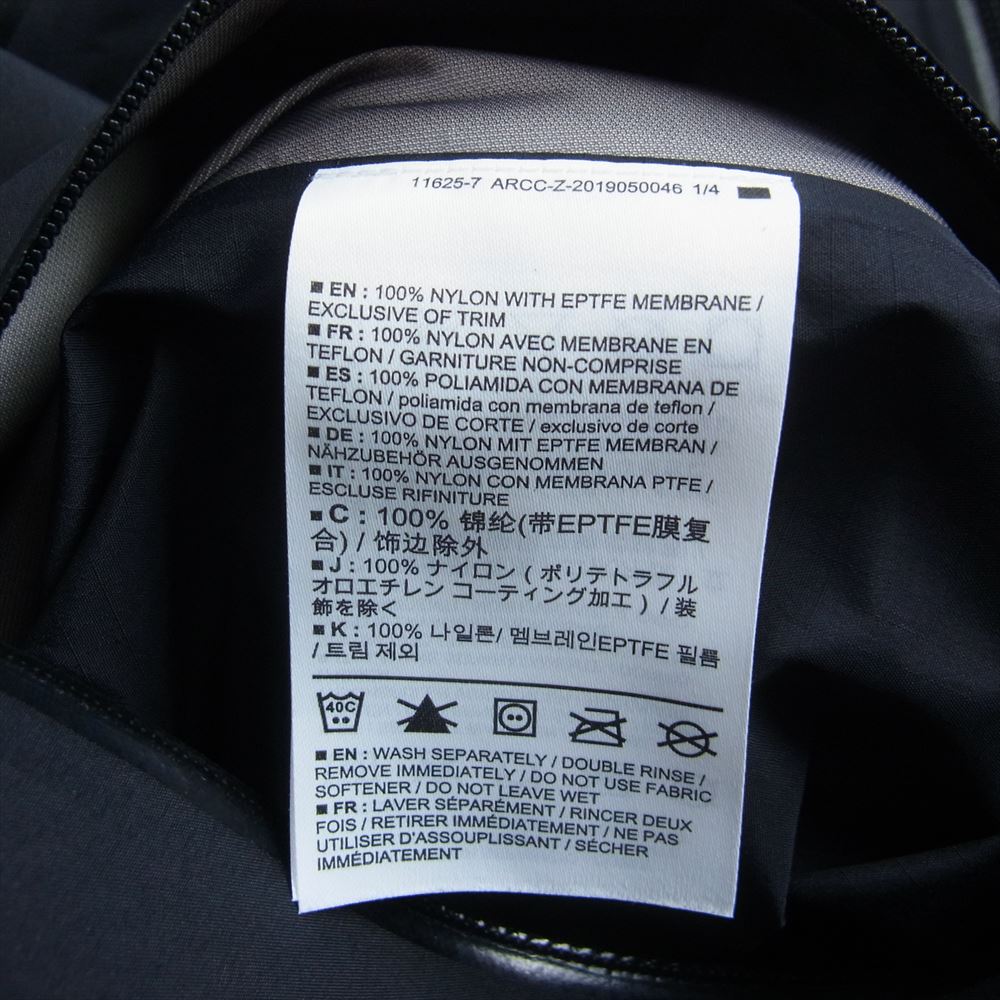 11625-7 ARCC-Z-2019050046 1/4
EN : 100% NYLON WITH EPTFE MEMBRANE /
EXCLUSIVE OF TRIM
FR : 100% NYLON AVEC MEMBRANE EN
TEFLON / GARNITURE NON-COMPRISE
ES : 100% POLIAMIDA CON MEMBRANA DE
TEFLON / poliamida con membrana de teflon /
EXCLUSIVO DE CORTE / exclusivo de corte
DE : 100% NYLON MIT EPTFE MEMBRAN /
NÄHZUBEHÖR AUSGENOMMEN
IT : 100% NYLON CON MEMBRANA PTFE /
ESCLUSE RIFINITURE
C : 100% 锦纶(带EPTFE膜复
合) / 饰边除外
J : 100% ナイロン ( ポリテトラフル
オロエチレン コーティング加工 ) / 装
飾を除く
K : 100% 나일론/ 멤브레인EPTFE 필름
/ 트림 제외
40C
EN : WASH SEPARATELY / DOUBLE RINSE /
REMOVE IMMEDIATELY / DO NOT USE FABRIC
SOFTENER / DO NOT LEAVE WET
FR : LAVER SÉPARÉMENT / RINCER DEUX
FOIS / RETIRER IMMÉDIATEMENT / NE PAS
UTILISER D'ASSOUPLISSANT / SÉCHER
IMMÉDIATEMENT